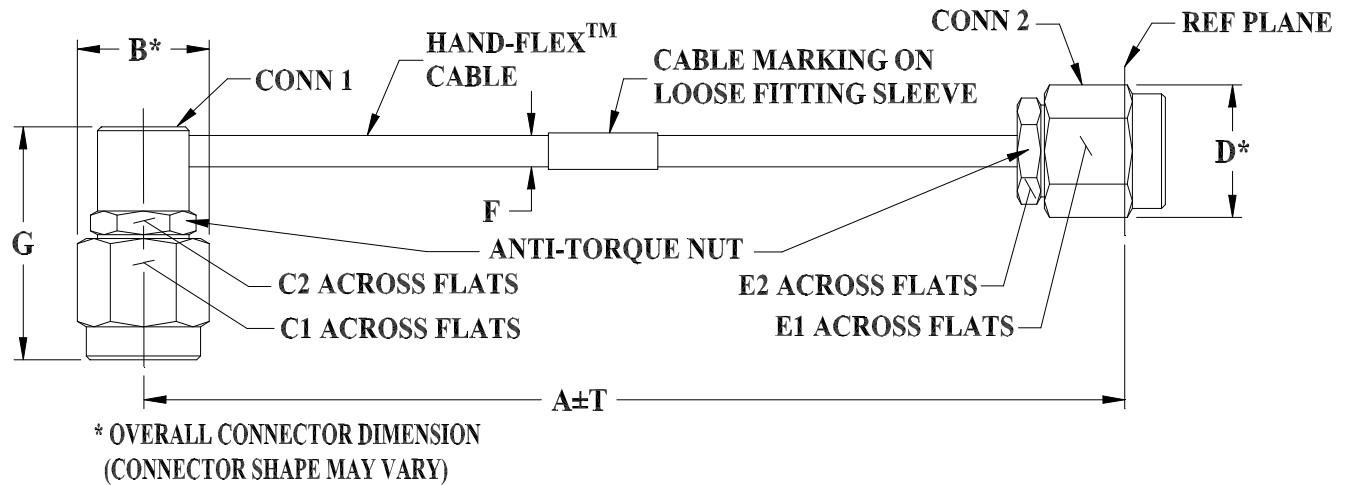 B*
CONN 1
HAND-FLEX™
CABLE
CABLE MARKING ON
LOOSE FITTING SLEEVE
CONN 2
REF PLANE
D*
F
G
ANTI-TORQUE NUT
C2 ACROSS FLATS
C1 ACROSS FLATS
E2 ACROSS FLATS
E1 ACROSS FLATS
A±T
* OVERALL CONNECTOR DIMENSION
(CONNECTOR SHAPE MAY VARY)